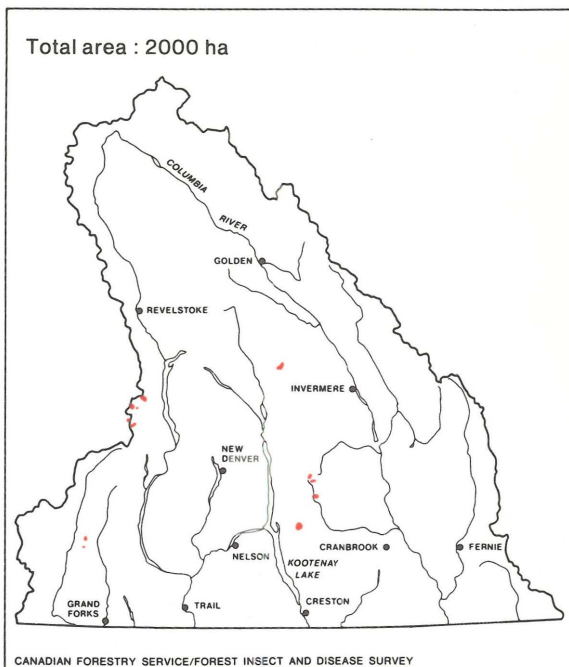 Total area : 2000 ha
COLUMBIA
RIVER
GOLDEN
REVELSTOKE
INVERMERE
NEW
DENVER
NELSON
CRANBROOK
FERNIE
KOOTENAY
LAKE
GRAND
FORKS
TRAIL
CRESTON
CANADIAN FORESTRY SERVICE/FOREST INSECT AND DISEASE SURVEY